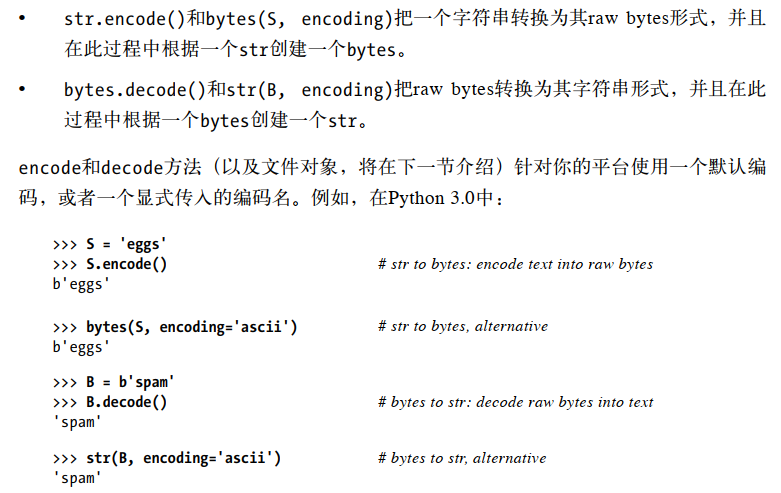 • str.encode()和bytes(S, encoding)把一个字符串转换为其raw bytes形式，并且
在此过程中根据一个str创建一个bytes。
• bytes.decode()和str(B, encoding)把raw bytes转换为其字符串形式，并且在此
过程中根据一个bytes创建一个str。
encode和decode方法（以及文件对象，将在下一节介绍）针对你的平台使用一个默认编
码，或者一个显式传入的编码名。例如，在Python 3.0中：
>>> S = 'eggs'
>>> S.encode() # str to bytes: encode text into raw bytes
b'eggs'
>>> bytes(S, encoding='ascii') # str to bytes, alternative
b'eggs'
>>> B = b'spam'
>>> B.decode() # bytes to str: decode raw bytes into text
'spam'
>>> str(B, encoding='ascii') # bytes to str, alternative
'spam'